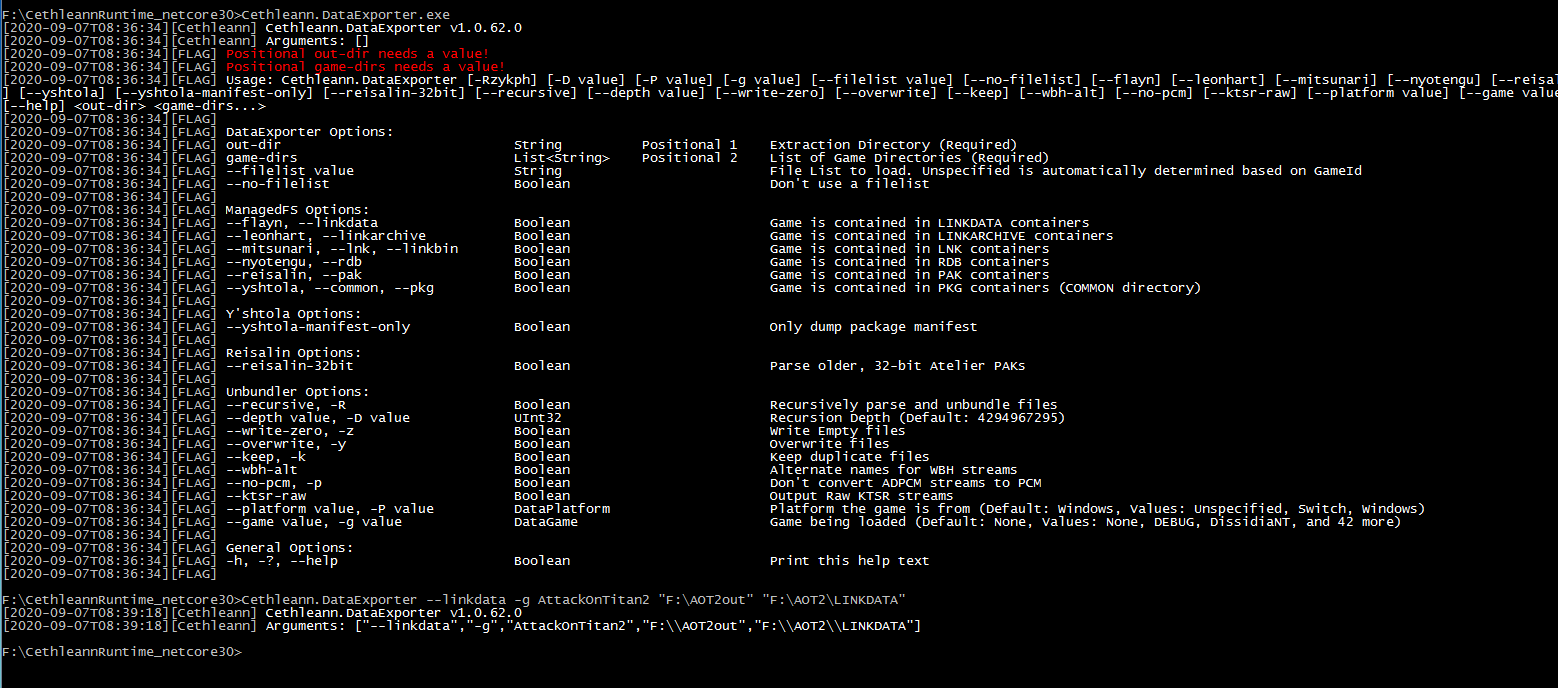 F:\CethleannRuntime_netcore30>Cethleann.DataExporter.exe
[2020-09-07T08:36:34][Cethleann] Cethleann.DataExporter v1.0.62.0
[2020-09-07T08:36:34][Cethleann] Arguments: []
[2020-09-07T08:36:34][FLAG] Positional out-dir needs a value!
[2020-09-07T08:36:34][FLAG] Positional game-dirs needs a value!
[2020-09-07T08:36:34][FLAG] Usage: Cethleann.DataExporter [-Rzykph] [-D value] [-P value] [-g value] [--filelist value] [--no-filelist] [--flayn] [--leonhart] [--mitsunari] [--nyotengu] [--reisal
] [--yshtola] [--yshtola-manifest-only] [--reisalin-32bit] [--recursive] [--depth value] [--write-zero] [--overwrite] [--keep] [--wbh-alt] [--no-pcm] [--ktsr-raw] [--platform value] [--game value
[--help] <out-dir> <game-dirs...>
[2020-09-07T08:36:34][FLAG]
[2020-09-07T08:36:34][FLAG] DataExporter Options:
[2020-09-07T08:36:34][FLAG] out-dir String Positional 1 Extraction Directory (Required)
[2020-09-07T08:36:34][FLAG] game-dirs List<String> Positional 2 List of Game Directories (Required)
[2020-09-07T08:36:34][FLAG] --filelist value String File List to load. Unspecified is automatically determined based on GameId
[2020-09-07T08:36:34][FLAG] --no-filelist Boolean Don't use a filelist
[2020-09-07T08:36:34][FLAG]
[2020-09-07T08:36:34][FLAG] ManagedFS Options:
[2020-09-07T08:36:34][FLAG] --flayn, --linkdata Boolean Game is contained in LINKDATA containers
[2020-09-07T08:36:34][FLAG] --leonhart, --linkarchive Boolean Game is contained in LINKARCHIVE containers
[2020-09-07T08:36:34][FLAG] --mitsunari, --lnk, --linkbin Boolean Game is contained in LNK containers
[2020-09-07T08:36:34][FLAG] --nyotengu, --rdb Boolean Game is contained in RDB containers
[2020-09-07T08:36:34][FLAG] --reisalin, --pak Boolean Game is contained in PAK containers
[2020-09-07T08:36:34][FLAG] --yshtola, --common, --pkg Boolean Game is contained in PKG containers (COMMON directory)
[2020-09-07T08:36:34][FLAG]
[2020-09-07T08:36:34][FLAG] Y'shtola Options:
[2020-09-07T08:36:34][FLAG] --yshtola-manifest-only Boolean Only dump package manifest
[2020-09-07T08:36:34][FLAG]
[2020-09-07T08:36:34][FLAG] Reisalin Options:
[2020-09-07T08:36:34][FLAG] --reisalin-32bit Boolean Parse older, 32-bit Atelier PAKs
[2020-09-07T08:36:34][FLAG]
[2020-09-07T08:36:34][FLAG] Unbundler Options:
[2020-09-07T08:36:34][FLAG] --recursive, -R Boolean Recursively parse and unbundle files
[2020-09-07T08:36:34][FLAG] --depth value, -D value UInt32 Recursion Depth (Default: 4294967295)
[2020-09-07T08:36:34][FLAG] --write-zero, -z Boolean Write Empty files
[2020-09-07T08:36:34][FLAG] --overwrite, -y Boolean Overwrite files
[2020-09-07T08:36:34][FLAG] --keep, -k Boolean Keep duplicate files
[2020-09-07T08:36:34][FLAG] --wbh-alt Boolean Alternate names for WBH streams
[2020-09-07T08:36:34][FLAG] --no-pcm, -p Boolean Don't convert ADPCM streams to PCM
[2020-09-07T08:36:34][FLAG] --ktsr-raw Boolean Output Raw KTSR streams
[2020-09-07T08:36:34][FLAG] --platform value, -P value DataPlatform Platform the game is from (Default: Windows, Values: Unspecified, Switch, Windows)
[2020-09-07T08:36:34][FLAG] --game value, -g value DataGame Game being loaded (Default: None, Values: None, DEBUG, DissidiaNT, and 42 more)
[2020-09-07T08:36:34][FLAG]
[2020-09-07T08:36:34][FLAG] General Options:
[2020-09-07T08:36:34][FLAG] -h, -?, --help Boolean Print this help text
[2020-09-07T08:36:34][FLAG]
F:\CethleannRuntime_netcore30>Cethleann.DataExporter --linkdata -g AttackOnTitan2 "F:\AOT2out" "F:\AOT2\LINKDATA"
[2020-09-07T08:39:18][Cethleann] Cethleann.DataExporter v1.0.62.0
[2020-09-07T08:39:18][Cethleann] Arguments: ["--linkdata","-g","AttackOnTitan2","F:\\AOT2out","F:\\AOT2\\LINKDATA"]
F:\CethleannRuntime_netcore30>